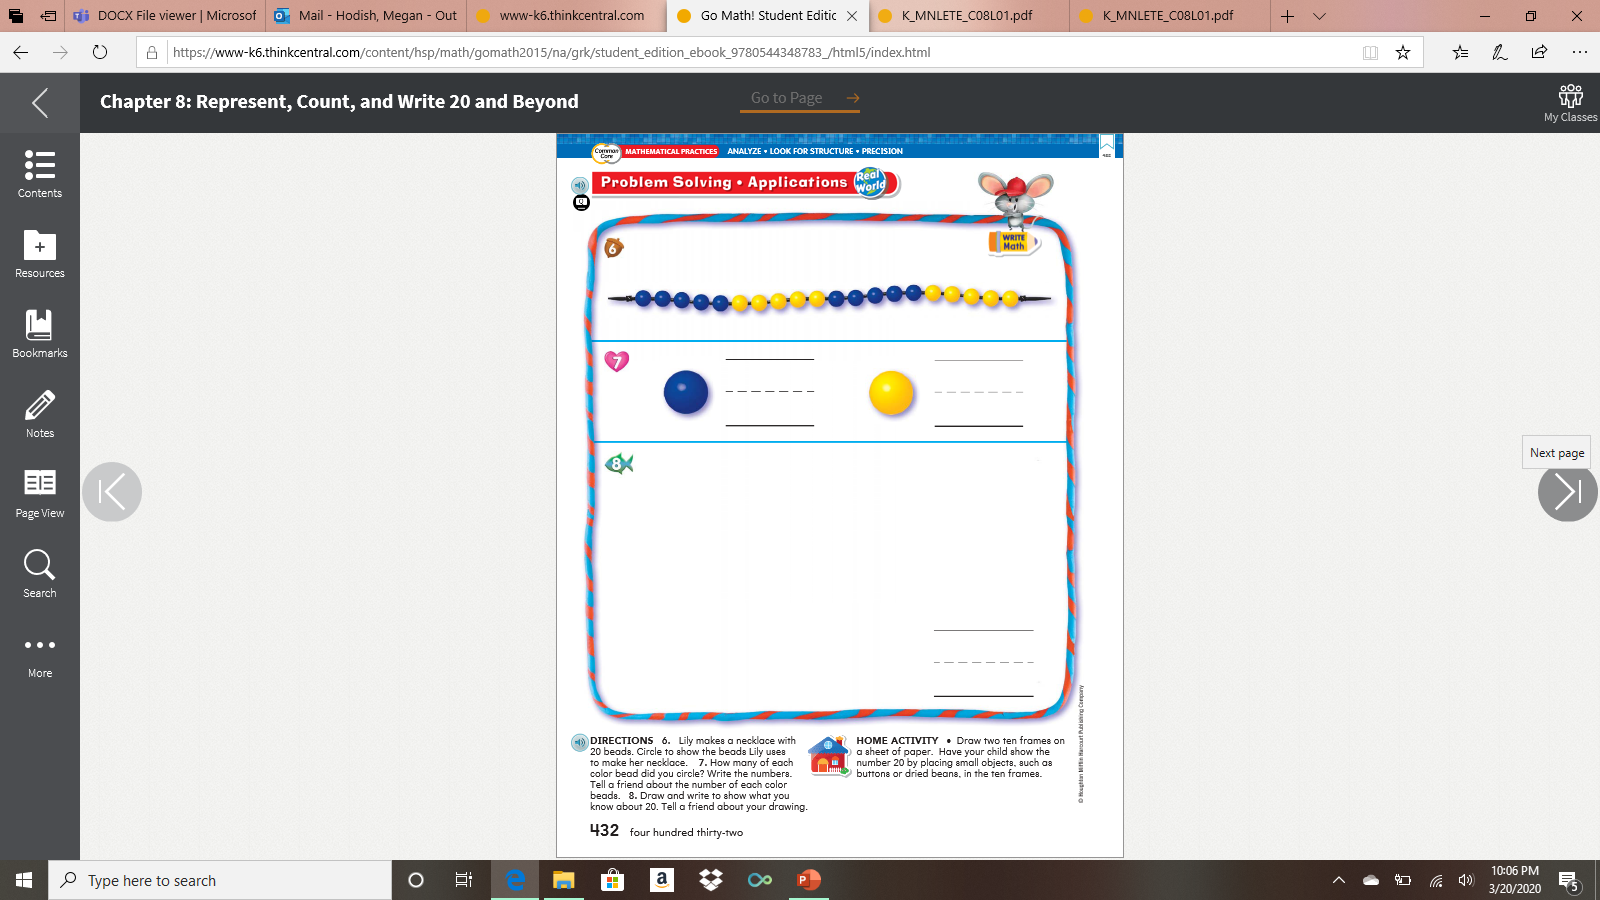 DOCX File viewer | Microsof
Mail - Hodish, Megan - Out
www-k6.thinkcentral.com
Go Math! Student Editic
K_MNLETE_C08L01.pdf
K_MNLETE_C08L01.pdf
https://www-k6.thinkcentral.com/content/hsp/math/gomath2015/na/grk/student_edition_ebook_9780544348783_/html5/index.html
Chapter 8: Represent, Count, and Write 20 and Beyond
Go to Page
My Classes
Contents
Resources
Bookmarks
Notes
Page View
Search
More
Next page
Common Core
MATHEMATICAL PRACTICES ANALYZE • LOOK FOR STRUCTURE • PRECISION
432
Problem Solving • Applications
Real World
WRITE Math
6
7
8
DIRECTIONS 6. Lily makes a necklace with
20 beads. Circle to show the beads Lily uses
to make her necklace. 7. How many of each
color bead did you circle? Write the numbers.
Tell a friend about the number of each color
beads. 8. Draw and write to show what you
know about 20. Tell a friend about your drawing.
HOME ACTIVITY • Draw two ten frames on
a sheet of paper. Have your child show the
number 20 by placing small objects, such as
buttons or dried beans, in the ten frames.
© Houghton Mifflin Harcourt Publishing Company
432 four hundred thirty-two
Type here to search
10:06 PM
3/20/2020
5